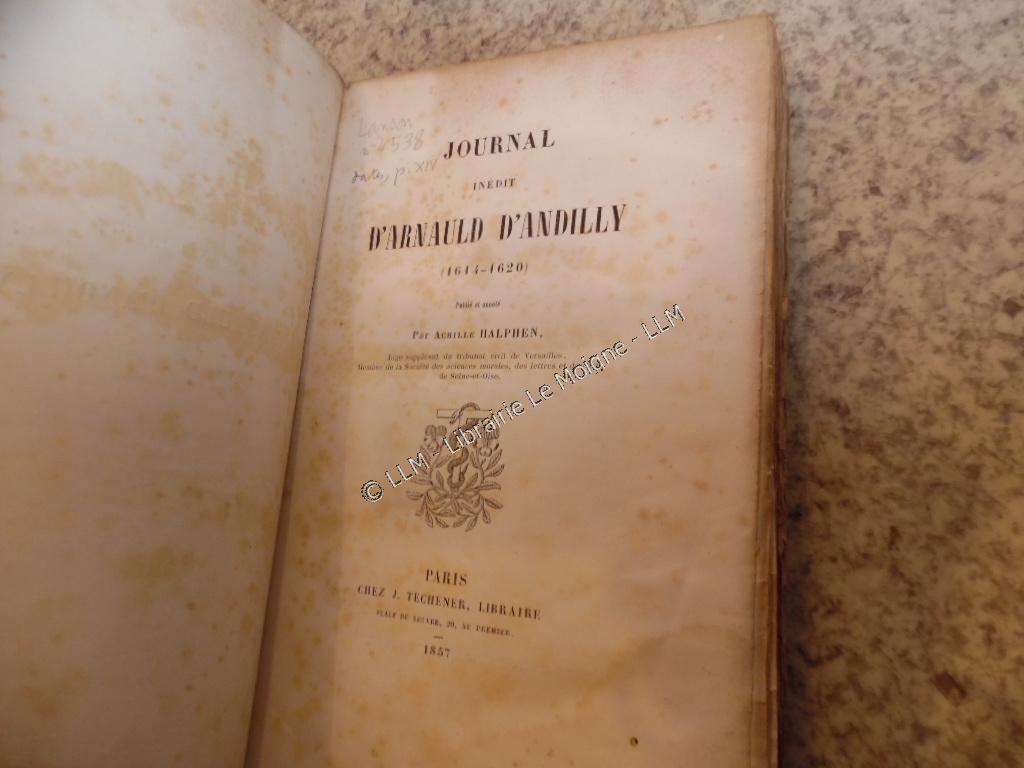 Lanson
n° 4538
dates, p. XIV
JOURNAL
INÉDIT
D'ARNAULD D'ANDILLY
(1614-1620)
Publié et annoté
Par Achille HALPHEN,
Juge suppléant du tribunal civil de Versailles,
Membre de la Société des sciences morales, des lettres et
de Seine-et-Oise.
© LLM - Librairie Le Moigne - LLM
PARIS
CHEZ J. TECHENER, LIBRAIRE
PLACE DU LOUVRE, 20, AU PREMIER.
1857